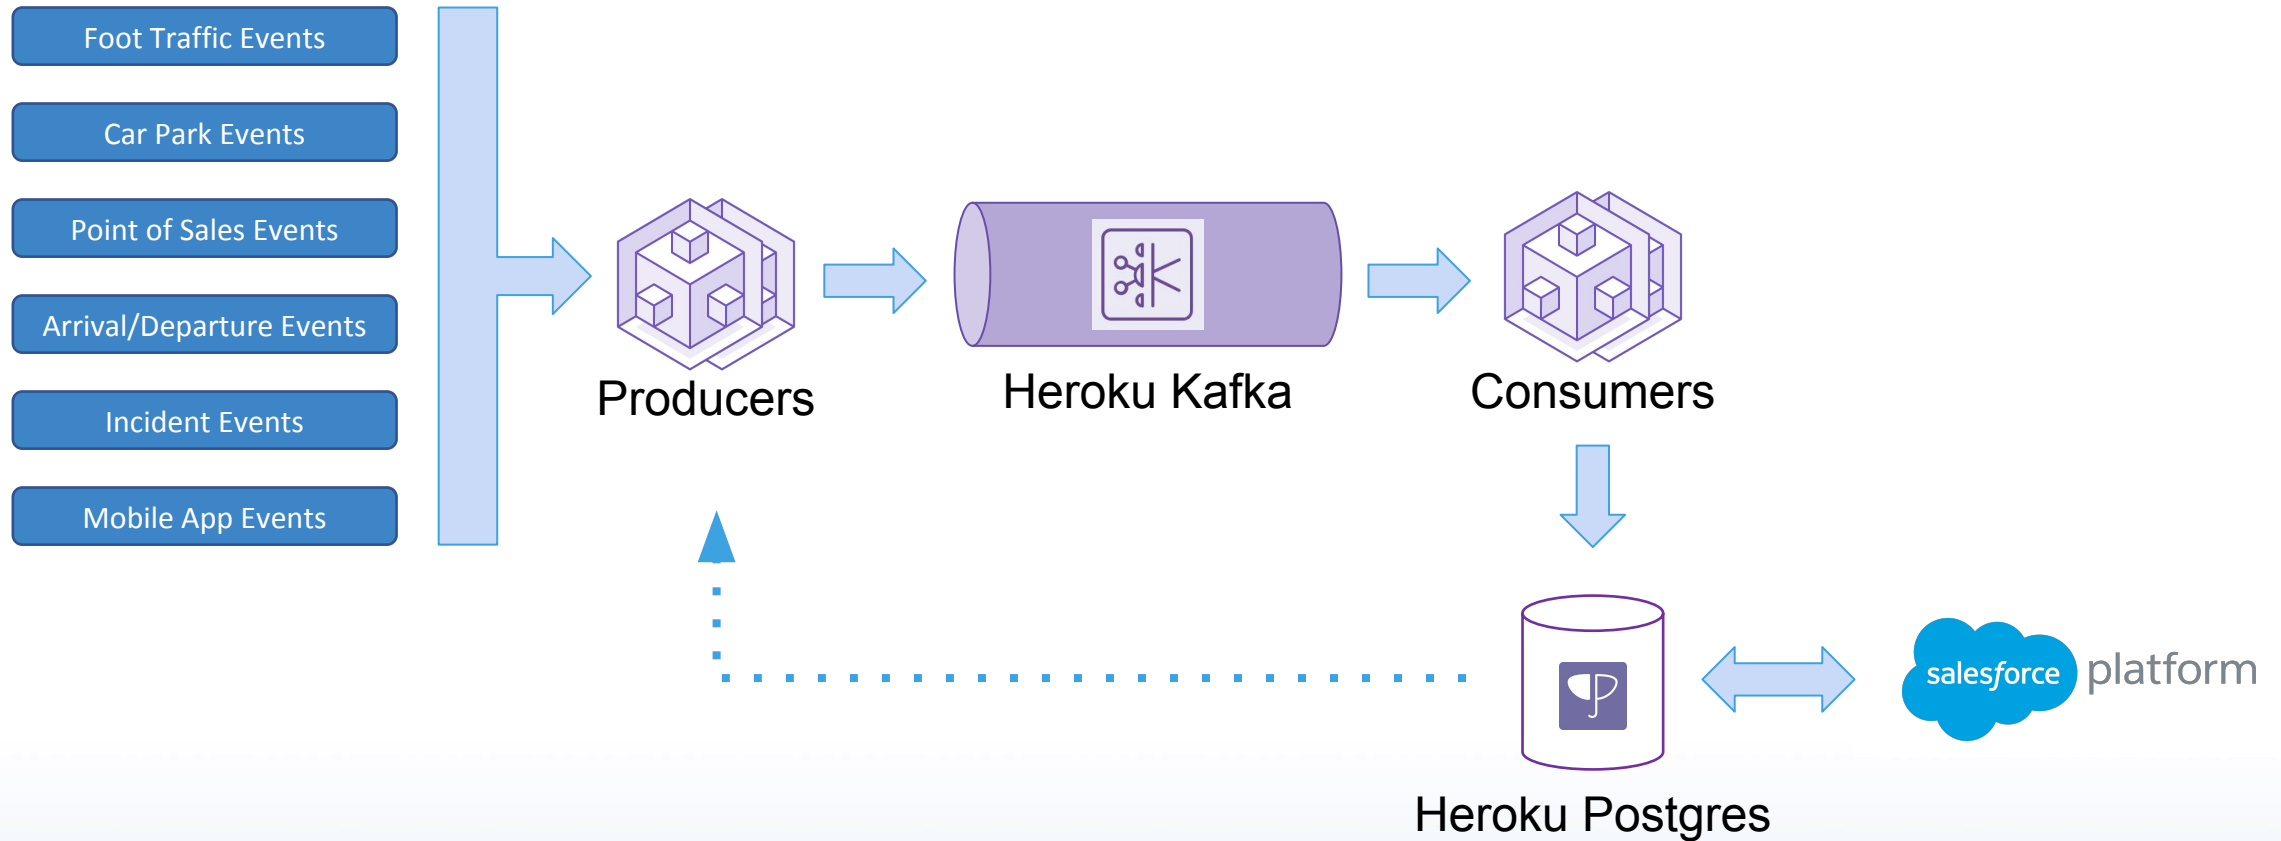 Foot Traffic Events
Car Park Events
Point of Sales Events
Arrival/Departure Events
Incident Events
Mobile App Events
Producers
Heroku Kafka
Consumers
salesforce platform
Heroku Postgres